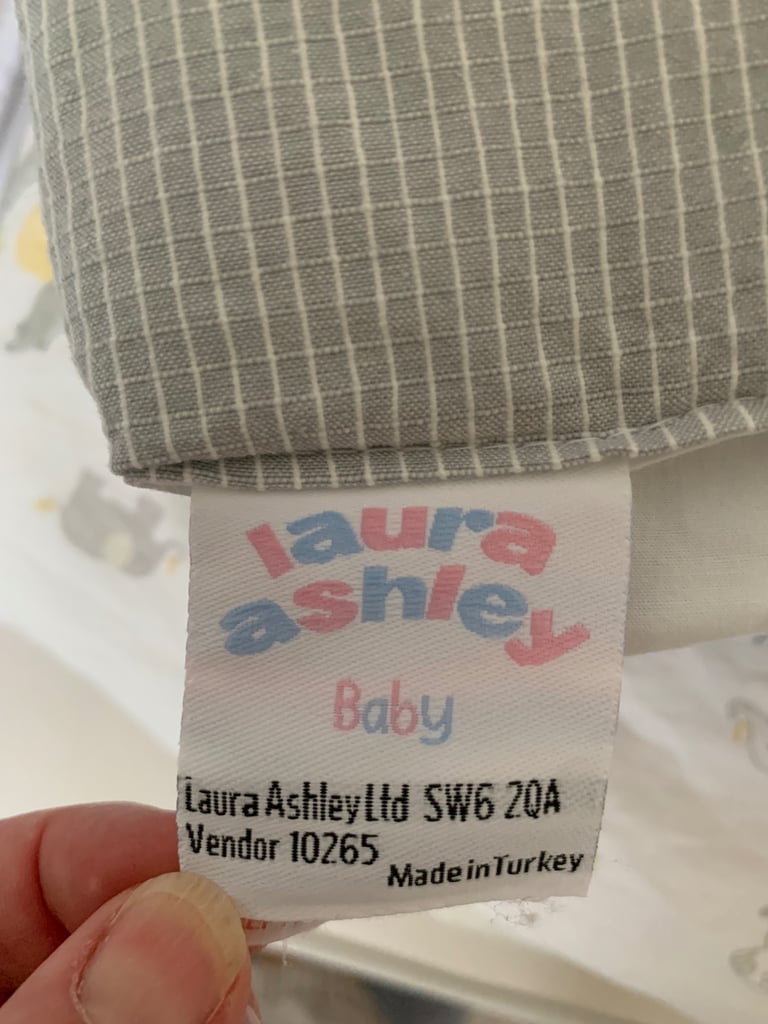 laura
ashley
Baby
Laura Ashley Ltd SW6 2QA
Vendor 10265
Made in Turkey